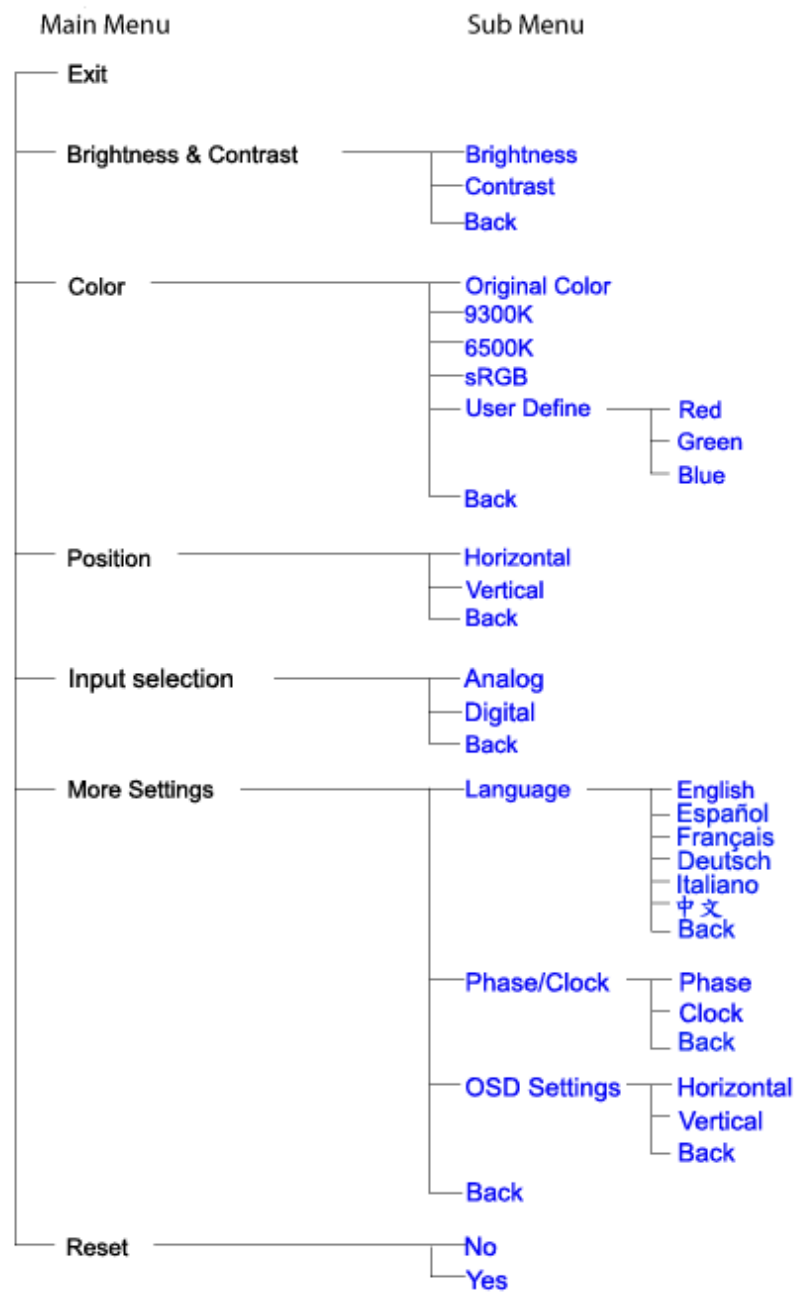 Main Menu Sub Menu
Exit
Brightness & Contrast Brightness
Contrast
Back
Color Original Color
9300K
6500K
sRGB
User Define Red
Green
Blue
Back
Position Horizontal
Vertical
Back
Input selection Analog
Digital
Back
More Settings Language English
Español
Français
Deutsch
Italiano
中文
Back
Phase/Clock Phase
Clock
Back
OSD Settings Horizontal
Vertical
Back
Back
Reset No
Yes